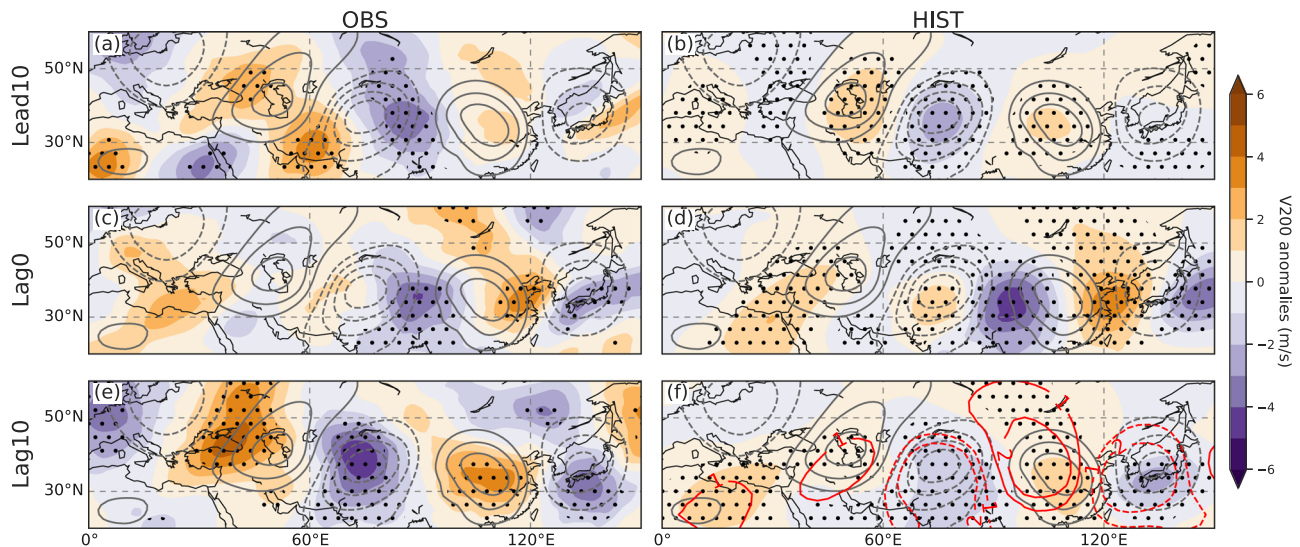 OBS HIST
(a) (b)
Lead10
50°N
30°N
(c) (d)
Lag0
50°N
30°N
(e) (f)
Lag10
50°N
30°N
0° 60°E 120°E 0° 60°E 120°E
6
4
2
0
−2
−4
−6
V200 anomalies (m/s)